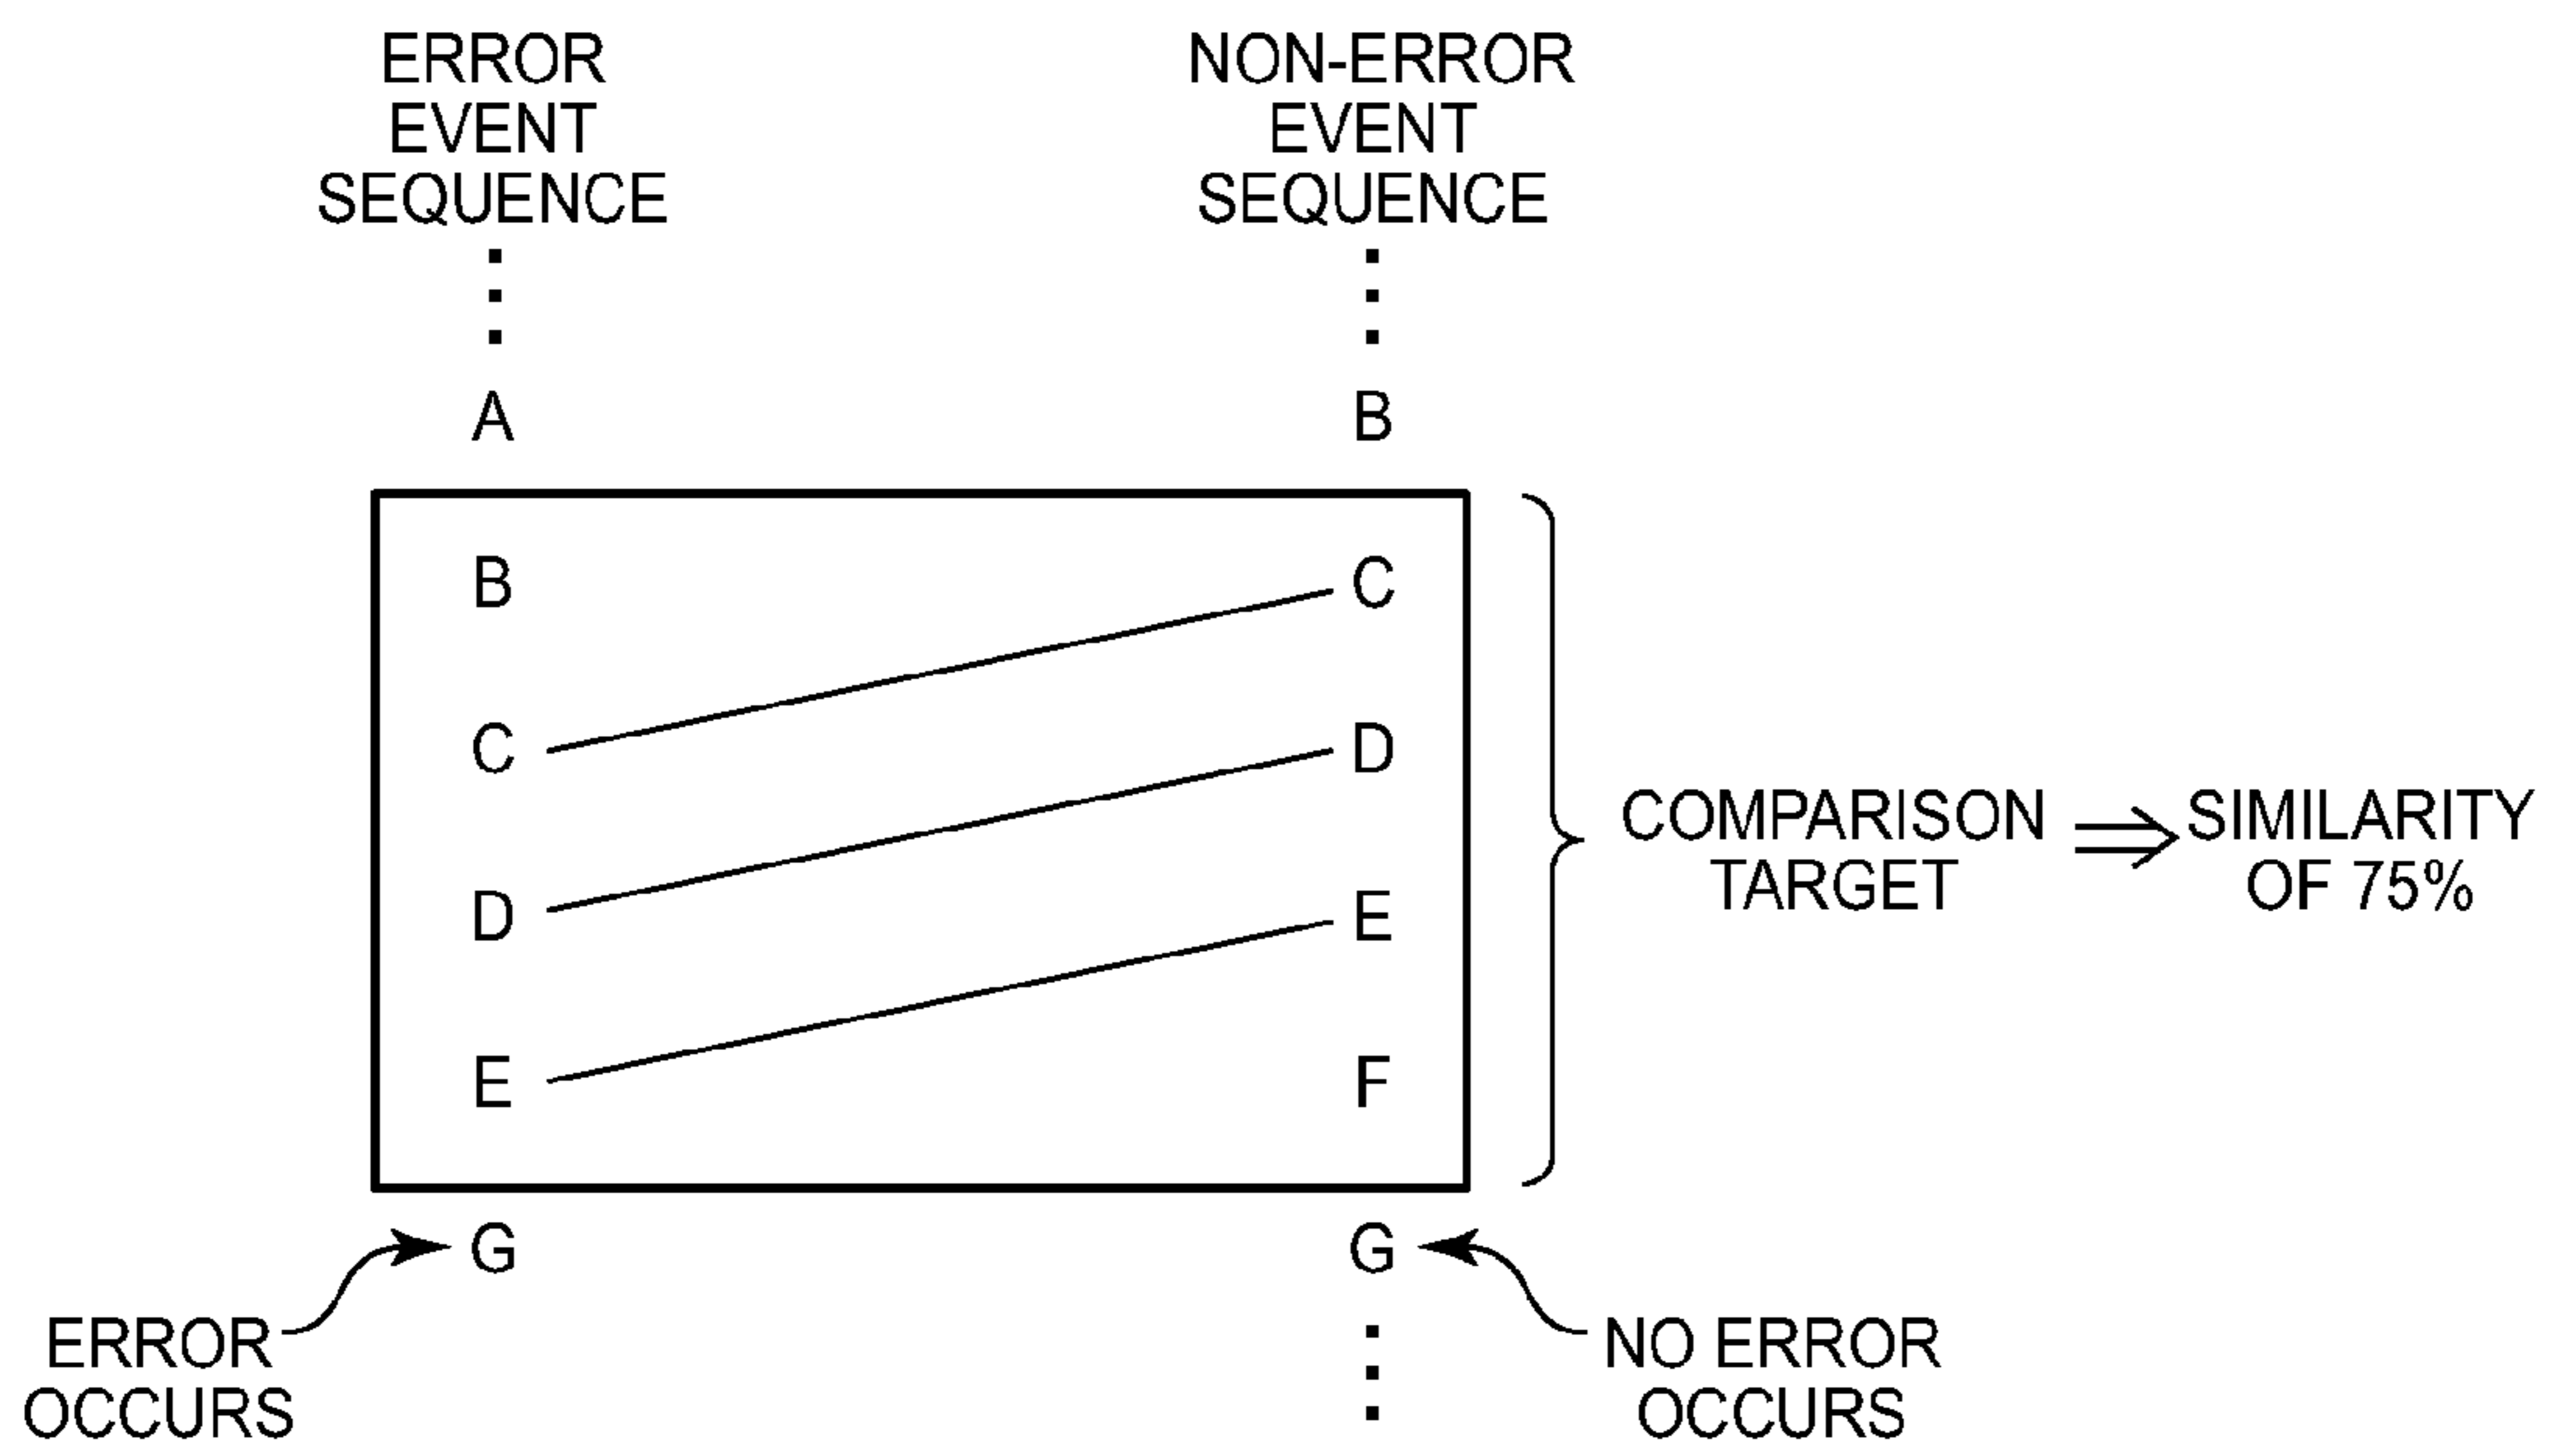 ERROR
EVENT
SEQUENCE
NON-ERROR
EVENT
SEQUENCE
A
B
B
C
C
D
D
E
E
F
COMPARISON
TARGET
SIMILARITY
OF 75%
G
G
ERROR
OCCURS
NO ERROR
OCCURS